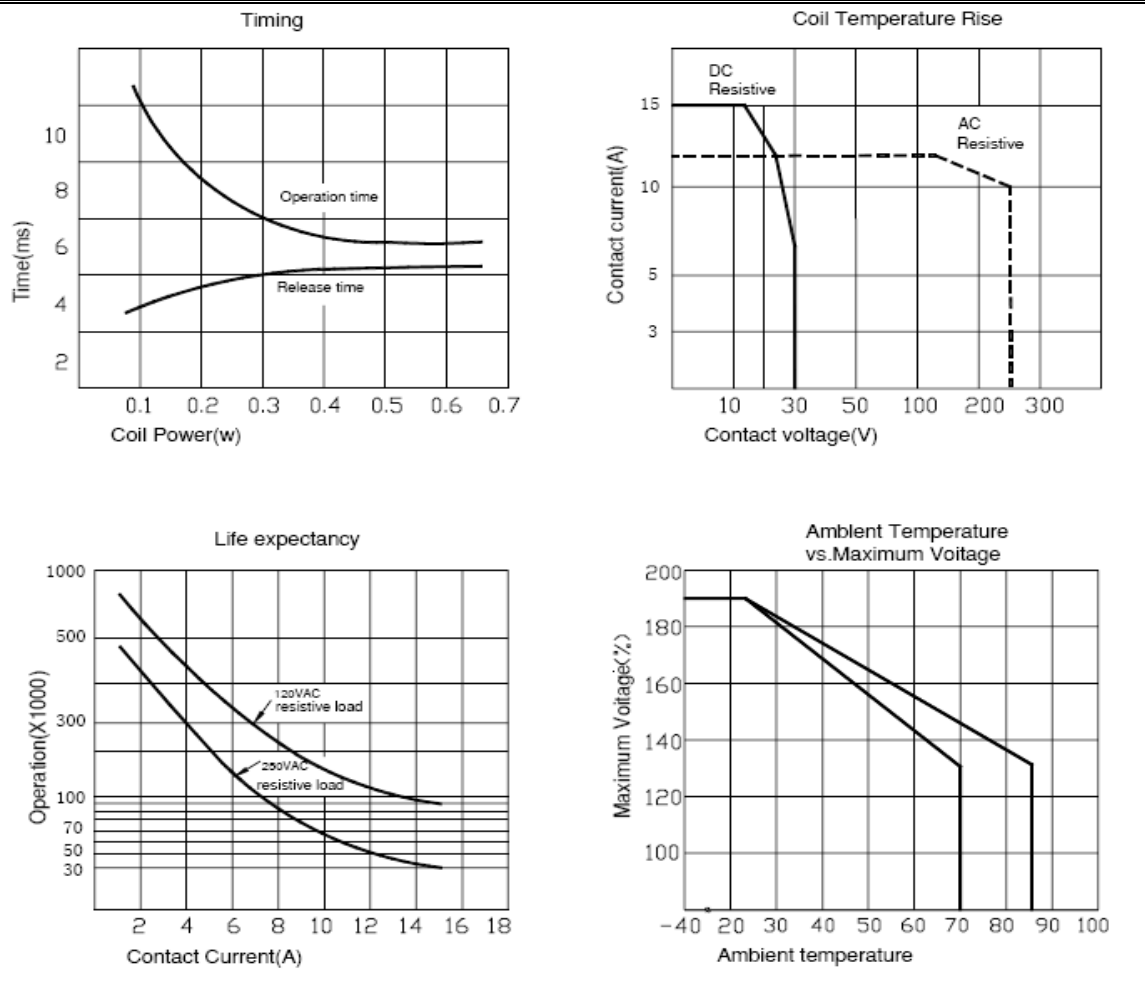 Timing
10
8
6
4
2
Time(ms)
Operation time
Release time
0.1 0.2 0.3 0.4 0.5 0.6 0.7
Coil Power(w)
Coil Temperature Rise
15
10
5
3
Contact current(A)
DC
Resistive
AC
Resistive
10 30 50 100 200 300
Contact voltage(V)
Life expectancy
1000
500
300
100
70
50
30
Operation(X1000)
120VAC
resistive load
250VAC
resistive load
2 4 6 8 10 12 14 16 18
Contact Current(A)
Ambient Temperature
vs.Maximum Voitage
200
180
160
140
120
100
Maximum Voitage(%)
-40 20 30 40 50 60 70 80 90 100
Ambient temperature